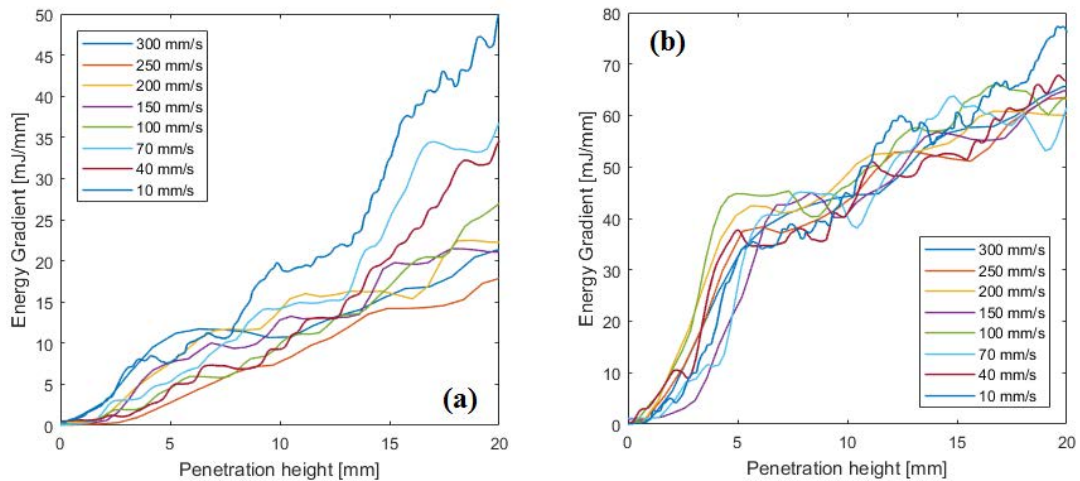 50
45
40
35
30
25
20
15
10
5
0
0
5
10
15
20
Energy Gradient [mJ/mm]
Penetration height [mm]
300 mm/s
250 mm/s
200 mm/s
150 mm/s
100 mm/s
70 mm/s
40 mm/s
10 mm/s
(a)
80
70
60
50
40
30
20
10
0
0
5
10
15
20
Energy Gradient [mJ/mm]
Penetration height [mm]
(b)
300 mm/s
250 mm/s
200 mm/s
150 mm/s
100 mm/s
70 mm/s
40 mm/s
10 mm/s